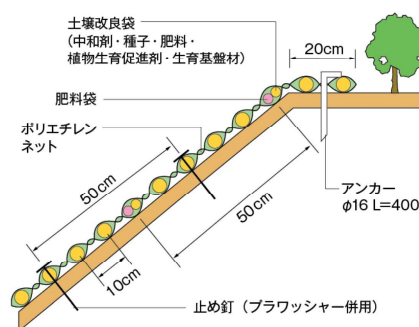 土壌改良袋
(中和剤・種子・肥料・
植物生育促進剤・生育基盤材)
20cm
肥料袋
ポリエチレン
ネット
50cm
50cm
アンカー
φ16 L=400
10cm
止め釘(プラワッシャー併用)